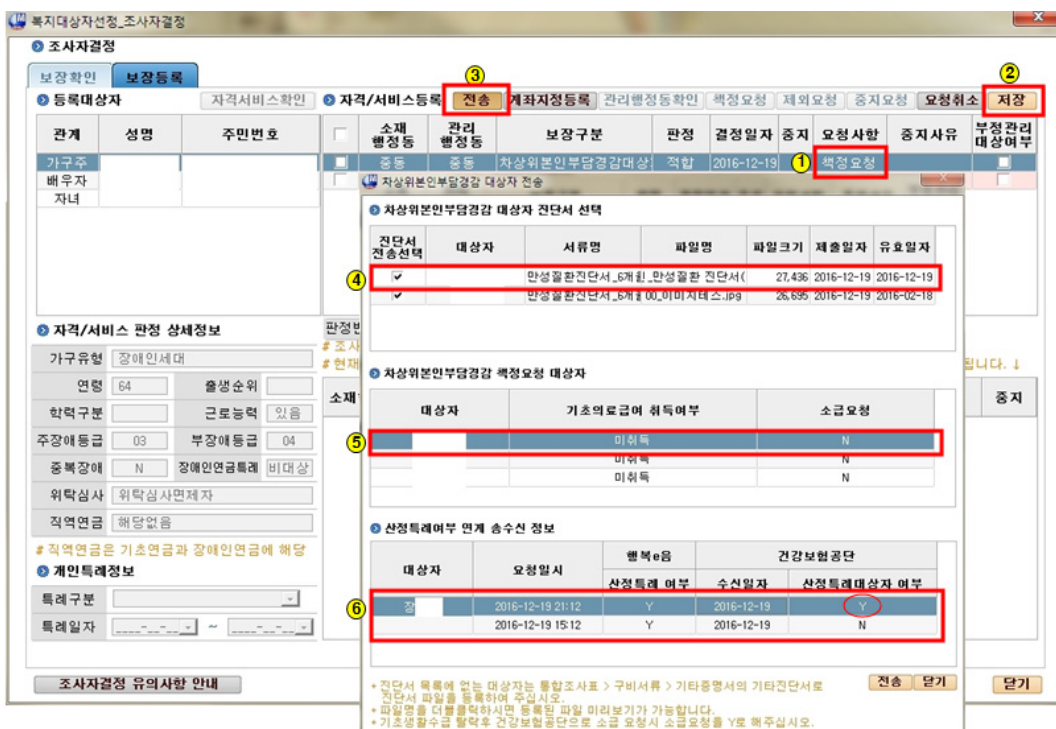 복지대상자선정_조사자결정
조사자결정
보장확인 보장등록
③ ②
등록대상자 자격서비스확인 자격/서비스등록 전송 계좌지정등록 관리행정동확인 책정요청 제외요청 중지요청 요청취소 저장
관계 성명 주민번호 소재행정동 관리행정동 보장구분 판정 결정일자 중지 요청사항 중지사유 부정관리대상여부
가구주 중동 중동 차상위본인부담경감대상 적합 2016-12-19 ① 책정요청
배우자
자녀
차상위본인부담경감 대상자 전송
차상위본인부담경감 대상자 진단서 선택
진단서 전송선택 대상자 서류명 파일명 파일크기 제출일자 유효일자
④ 만성질환진단서_6개월 _만성질환 진단서( 27,436 2016-12-19 2016-12-19
만성질환진단서_6개월 00_이미지테스.jpg 26,695 2016-12-19 2016-02-18
자격/서비스 판정 상세정보 판정
# 조사
가구유형 장애인세대 # 현재 됩니다. ↓
차상위본인부담경감 책정요청 대상자
연령 64 출생순위 소재 중지
대상자 기초의료급여 취득여부 소급요청
학력구분 근로능력 있음
주장애등급 03 부장애등급 04 ⑤ 미취득 N
미취득 N
중복장애 N 장애인연금특례 비대상 미취득 N
위탁심사 위탁심사면제자
직역연금 해당없음
산정특례여부 연계 송수신 정보
# 직역연금은 기초연금과 장애인연금에 해당
개인특례정보
대상자 요청일시 행복e음 건강보험공단
산정특례 여부 수신일자 산정특례대상자 여부
특례구분
⑥ 장 2016-12-19 21:12 Y 2016-12-19 Y
특례일자 ____-__-__ ~ ____-__-__
2016-12-19 15:12 Y 2016-12-19 N
조사자결정 유의사항 안내 전송 닫기 닫기
* 진단서 목록에 없는 대상자는 통합조사표 > 구비서류 > 기타증명서의 기타진단서로
진단서 파일을 등록하여 주십시오.
* 파일명을 더블클릭하시면 등록된 파일 미리보기가 가능합니다.
* 기초생활수급 탈락후 건강보험공단으로 소급 요청시 소급요청을 Y로 해주십시오.